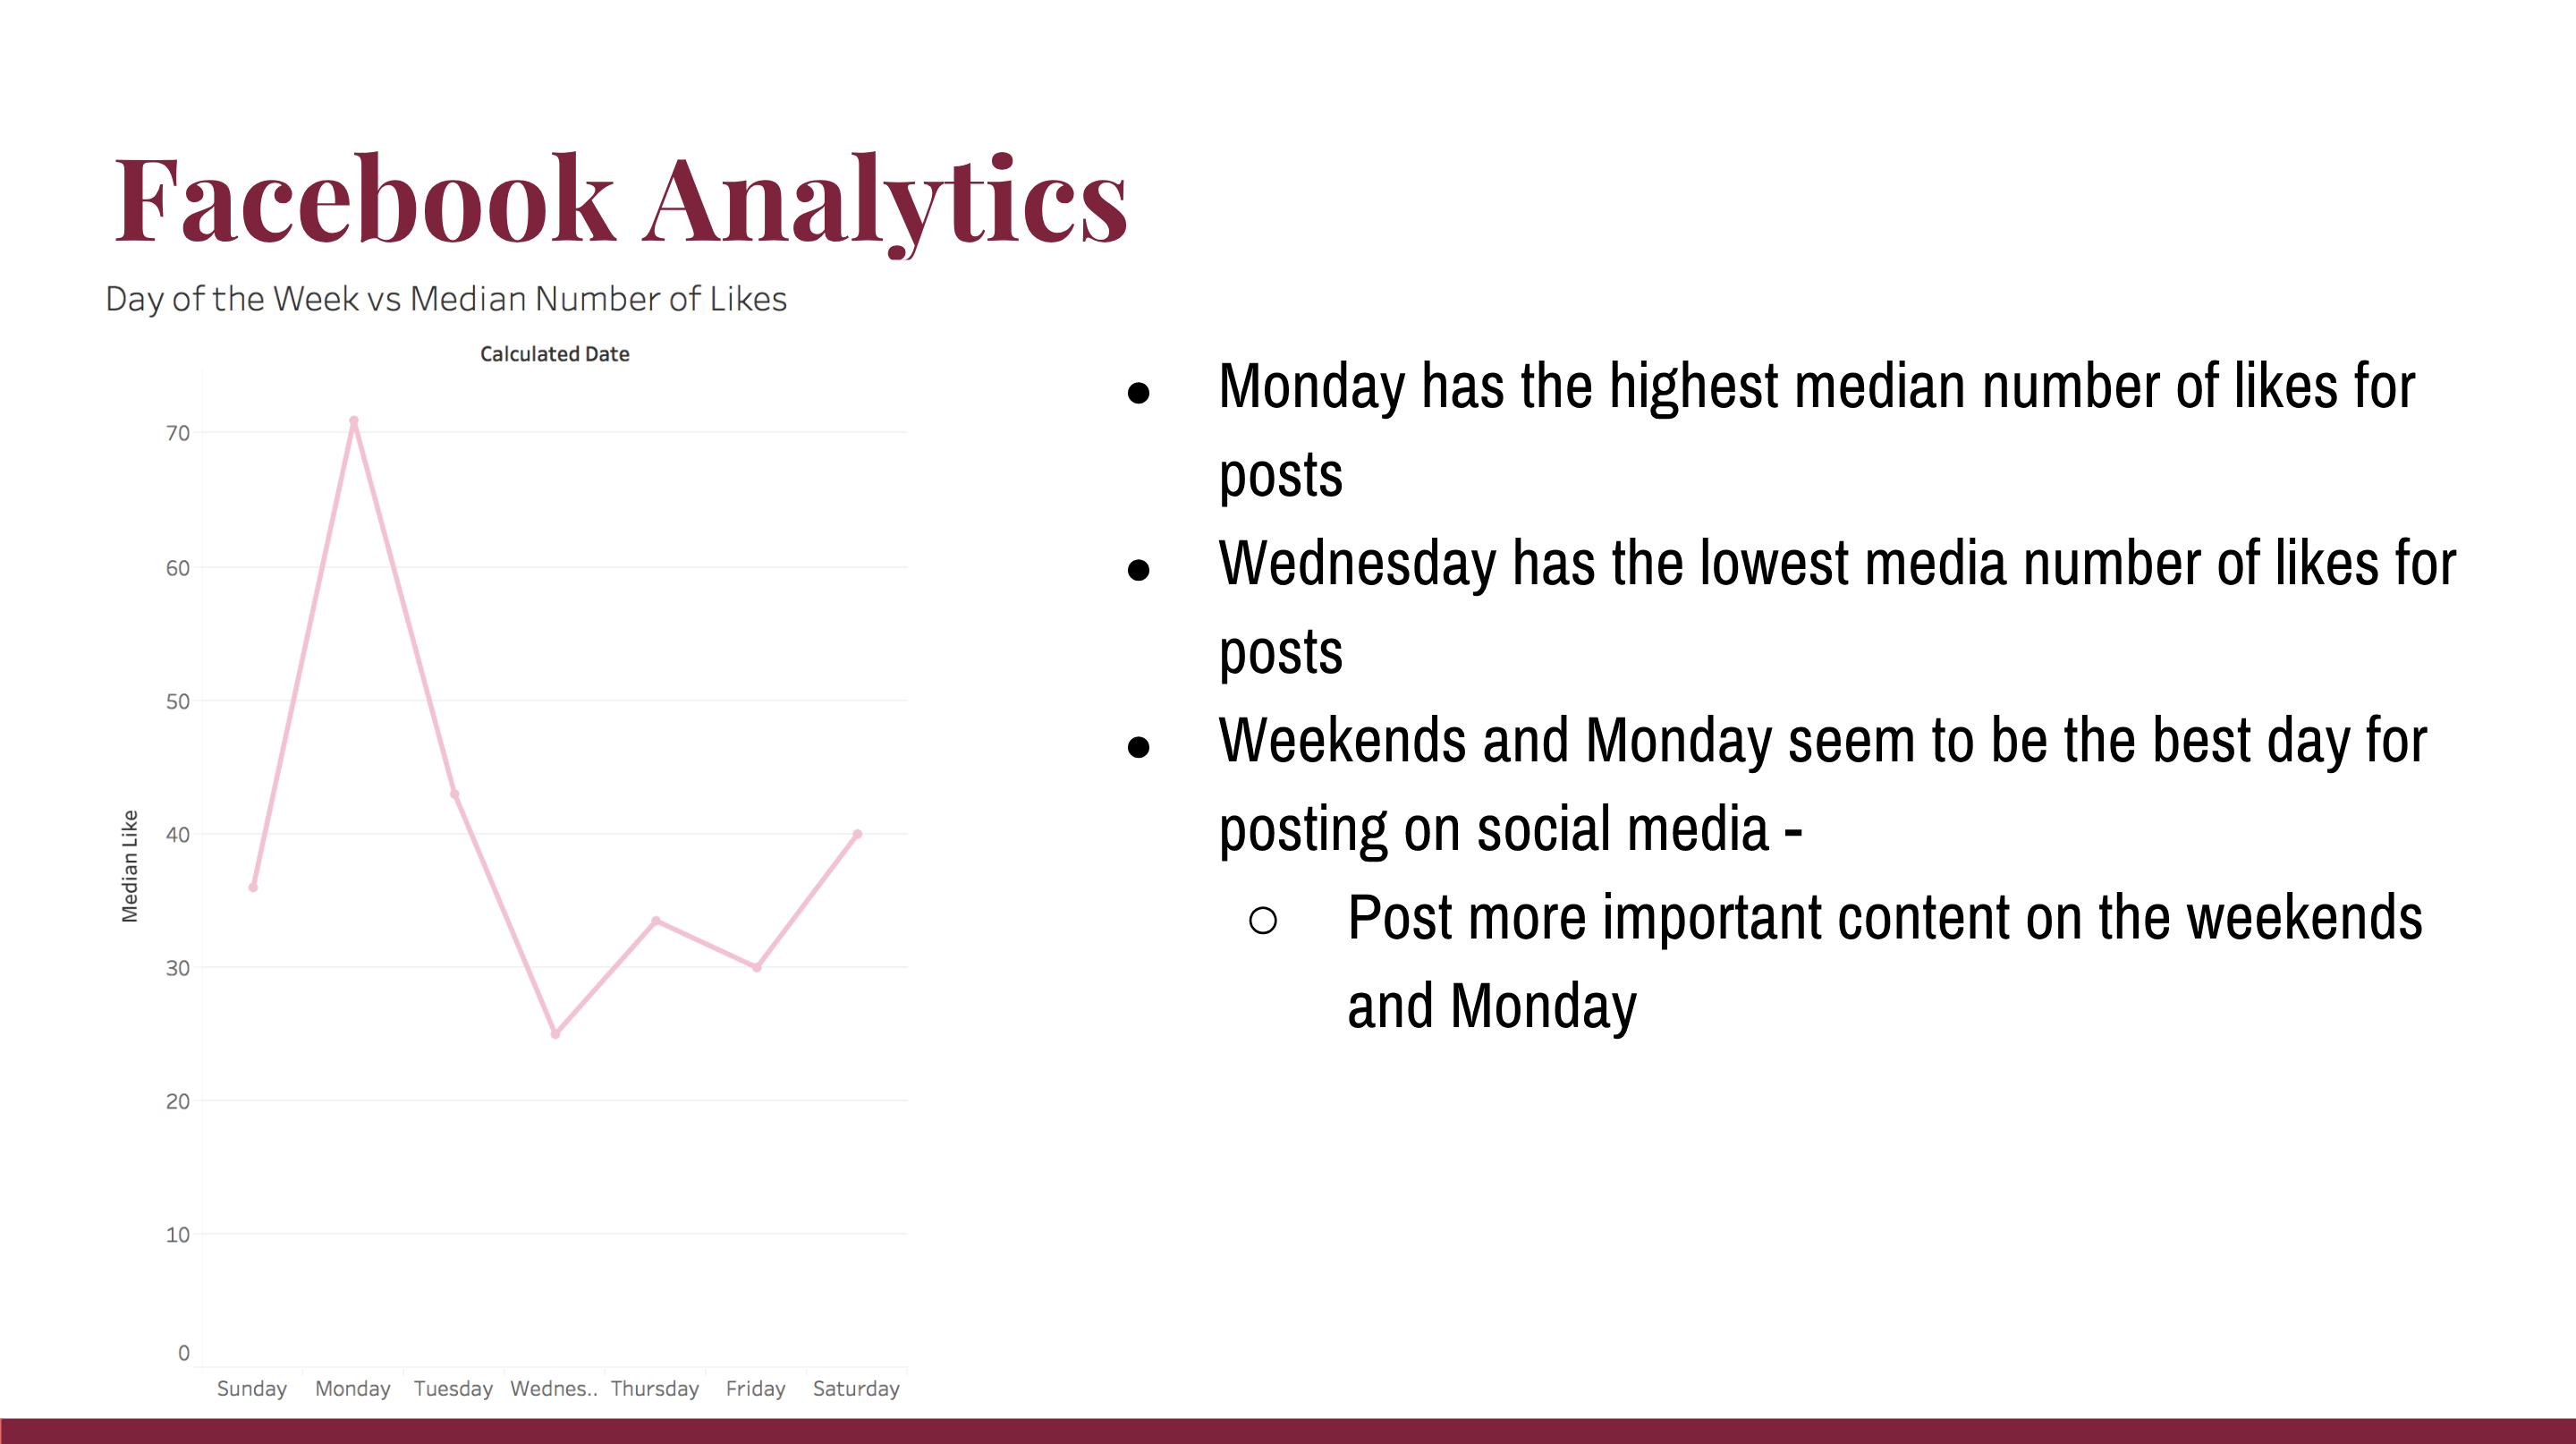 Facebook Analytics
Day of the Week vs Median Number of Likes
Calculated Date
Median Like
70
60
50
40
30
20
10
0
Sunday Monday Tuesday Wednes.. Thursday Friday Saturday
● Monday has the highest median number of likes for
posts
● Wednesday has the lowest media number of likes for
posts
● Weekends and Monday seem to be the best day for
posting on social media -
○ Post more important content on the weekends
and Monday